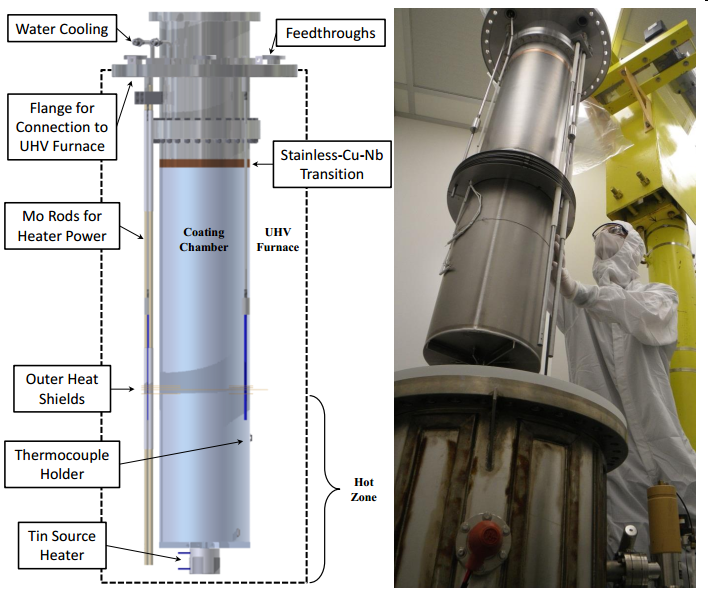 Water Cooling
Feedthroughs
Flange for
Connection to
UHV Furnace
Stainless-Cu-Nb
Transition
Mo Rods for
Heater Power
Coating
Chamber
UHV
Furnace
Outer Heat
Shields
Thermocouple
Holder
Hot
Zone
Tin Source
Heater